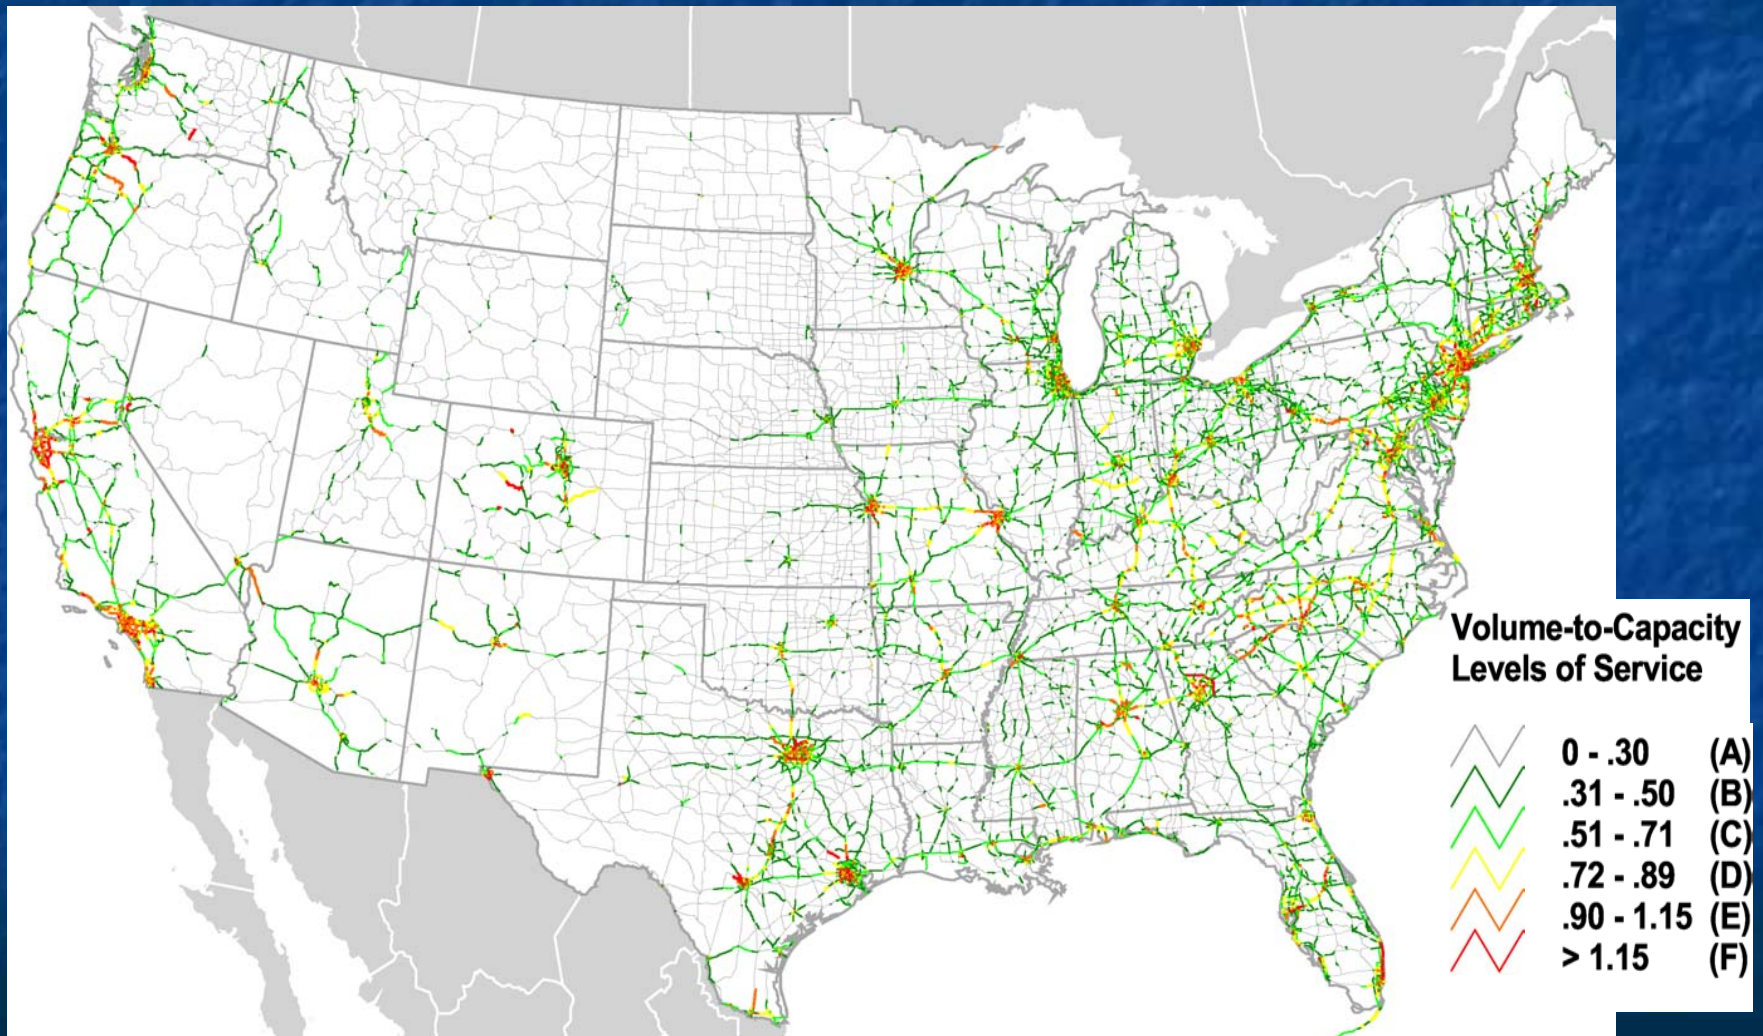 Volume-to-Capacity
Levels of Service
0 - .30 (A)
.31 - .50 (B)
.51 - .71 (C)
.72 - .89 (D)
.90 - 1.15 (E)
> 1.15 (F)